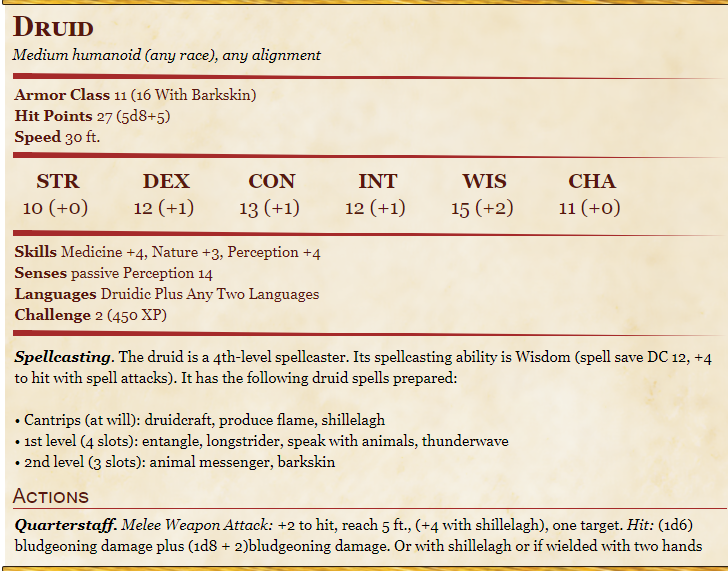 Druid
Medium humanoid (any race), any alignment
Armor Class 11 (16 With Barkskin)
Hit Points 27 (5d8+5)
Speed 30 ft.
STR DEX CON INT WIS CHA
10 (+0) 12 (+1) 13 (+1) 12 (+1) 15 (+2) 11 (+0)
Skills Medicine +4, Nature +3, Perception +4
Senses passive Perception 14
Languages Druidic Plus Any Two Languages
Challenge 2 (450 XP)
Spellcasting. The druid is a 4th-level spellcaster. Its spellcasting ability is Wisdom (spell save DC 12, +4
to hit with spell attacks). It has the following druid spells prepared:
• Cantrips (at will): druidcraft, produce flame, shillelagh
• 1st level (4 slots): entangle, longstrider, speak with animals, thunderwave
• 2nd level (3 slots): animal messenger, barkskin
Actions
Quarterstaff. Melee Weapon Attack: +2 to hit, reach 5 ft., (+4 with shillelagh), one target. Hit: (1d6)
bludgeoning damage plus (1d8 + 2)bludgeoning damage. Or with shillelagh or if wielded with two hands